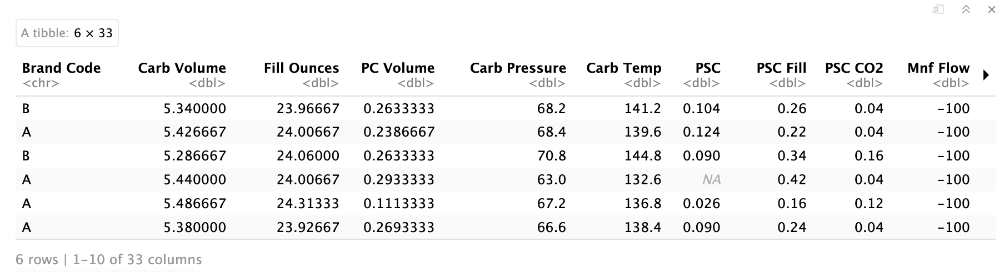 A tibble: 6 × 33
Brand Code Carb Volume Fill Ounces PC Volume Carb Pressure Carb Temp PSC PSC Fill PSC CO2 Mnf Flow
<chr> <dbl> <dbl> <dbl> <dbl> <dbl> <dbl> <dbl> <dbl> <dbl>
B 5.340000 23.96667 0.2633333 68.2 141.2 0.104 0.26 0.04 −100
A 5.426667 24.00667 0.2386667 68.4 139.6 0.124 0.22 0.04 −100
B 5.286667 24.06000 0.2633333 70.8 144.8 0.090 0.34 0.16 −100
A 5.440000 24.00667 0.2933333 63.0 132.6 NA 0.42 0.04 −100
A 5.486667 24.31333 0.1113333 67.2 136.8 0.026 0.16 0.12 −100
A 5.380000 23.92667 0.2693333 66.6 138.4 0.090 0.24 0.04 −100
6 rows | 1–10 of 33 columns